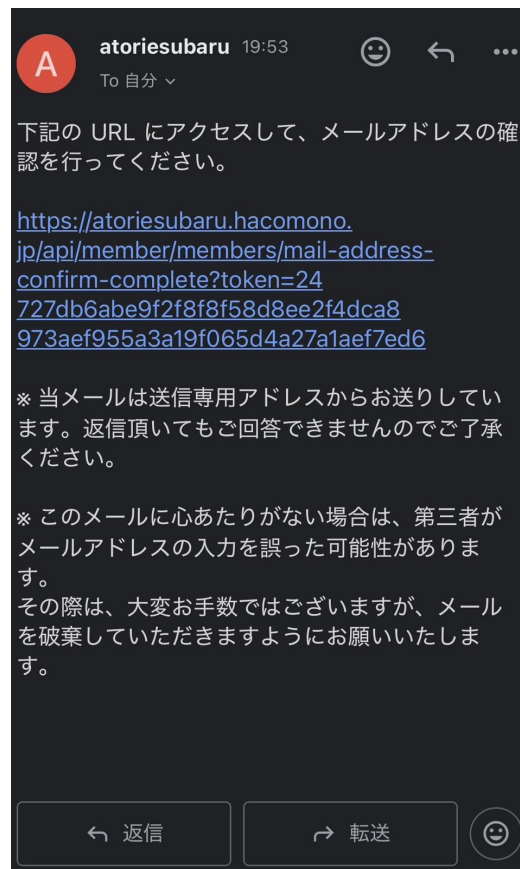 A
atoriesubaru 19:53
To 自分
下記の URL にアクセスして、メールアドレスの確
認を行ってください。
https://atoriesubaru.hacomono.
jp/api/member/members/mail-address-
confirm-complete?token=24
727db6abe9f2f8f8f58d8ee2f4dca8
973aef955a3a19f065d4a27a1aef7ed6
※ 当メールは送信専用アドレスからお送りしてい
ます。返信頂いてもご回答できませんのでご了承
ください。
※ このメールに心あたりがない場合は、第三者が
メールアドレスの入力を誤った可能性がありま
す。
その際は、大変お手数ではございますが、メール
を破棄していただきますようにお願いいたしま
す。
返信
転送